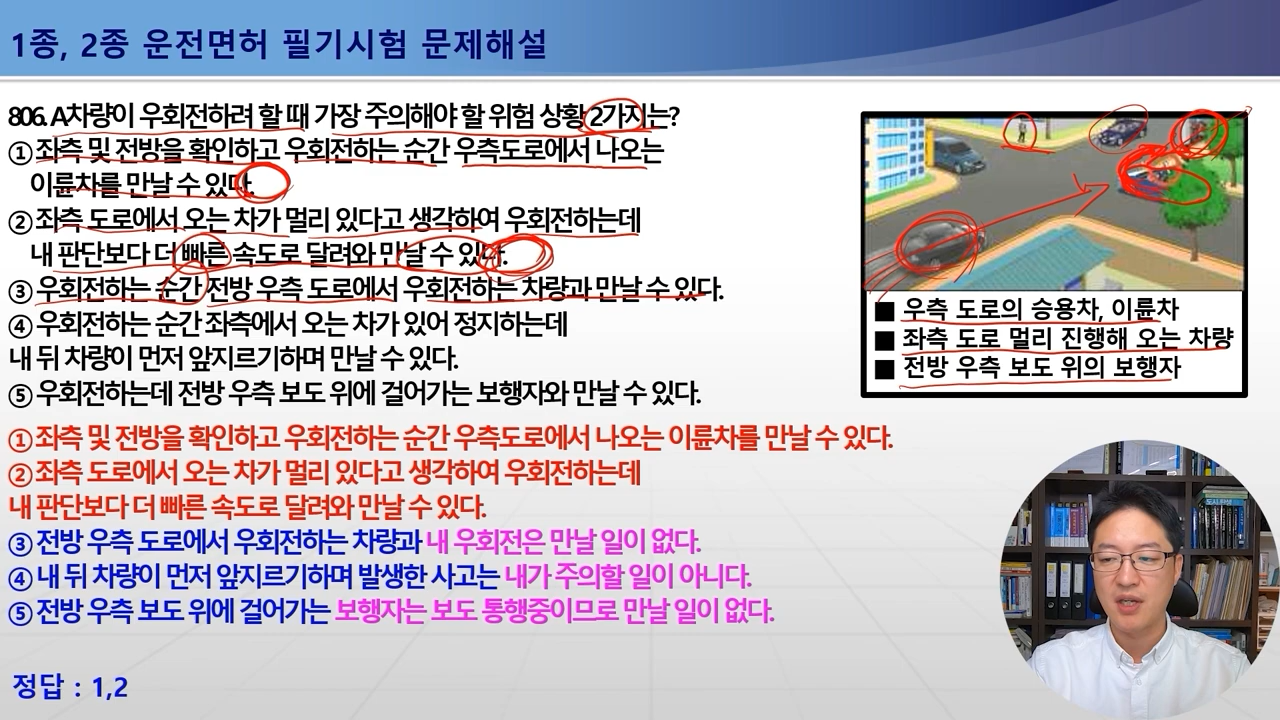 1종, 2종 운전면허 필기시험 문제해설
806. A차량이 우회전하려 할 때 가장 주의해야 할 위험 상황 2가지는?
① 좌측 및 전방을 확인하고 우회전하는 순간 우측도로에서 나오는
이륜차를 만날 수 있다.
② 좌측 도로에서 오는 차가 멀리 있다고 생각하여 우회전하는데
내 판단보다 더 빠른 속도로 달려와 만날 수 있다.
③ 우회전하는 순간 전방 우측 도로에서 우회전하는 차량과 만날 수 있다.
④ 우회전하는 순간 좌측에서 오는 차가 있어 정지하는데
내 뒤 차량이 먼저 앞지르기하며 만날 수 있다.
⑤ 우회전하는데 전방 우측 보도 위에 걸어가는 보행자와 만날 수 있다.
■ 우측 도로의 승용차, 이륜차
■ 좌측 도로 멀리 진행해 오는 차량
■ 전방 우측 보도 위의 보행자
① 좌측 및 전방을 확인하고 우회전하는 순간 우측도로에서 나오는 이륜차를 만날 수 있다.
② 좌측 도로에서 오는 차가 멀리 있다고 생각하여 우회전하는데
내 판단보다 더 빠른 속도로 달려와 만날 수 있다.
③ 전방 우측 도로에서 우회전하는 차량과 내 우회전은 만날 일이 없다.
④ 내 뒤 차량이 먼저 앞지르기하며 발생한 사고는 내가 주의할 일이 아니다.
⑤ 전방 우측 보도 위에 걸어가는 보행자는 보도 통행중이므로 만날 일이 없다.
정답 : 1,2